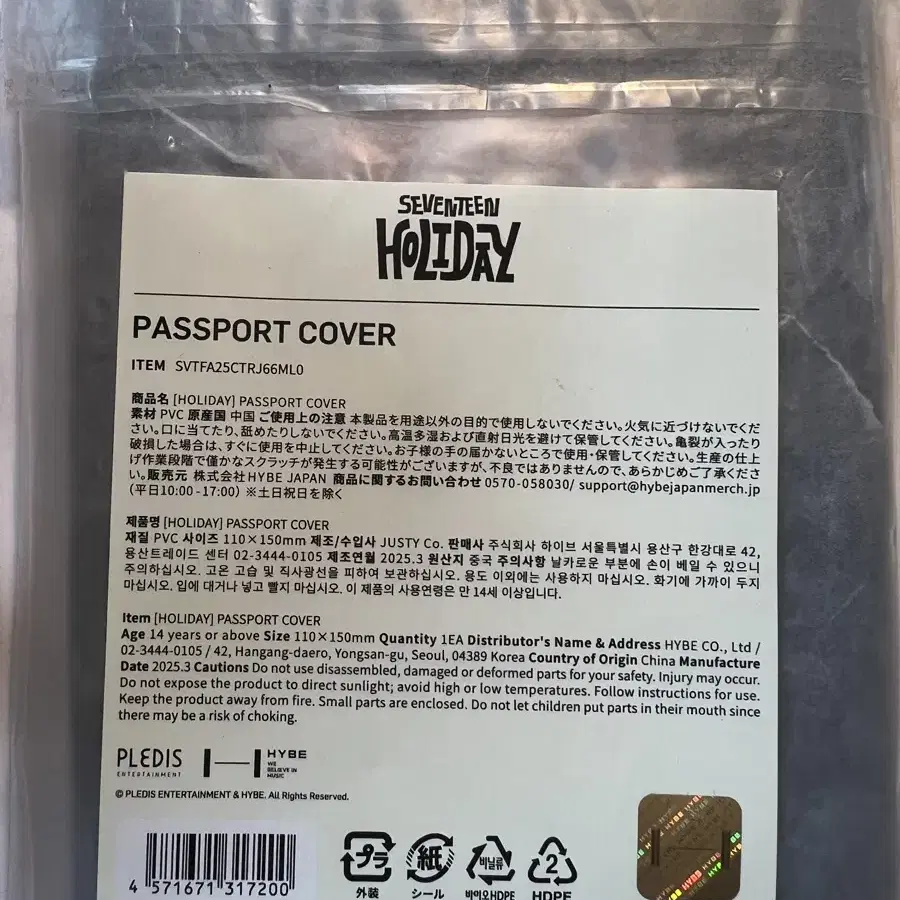 SEVENTEEN
HOLIDAY
PASSPORT COVER
ITEM SVTFA25CTRJ66ML0
商品名 [HOLIDAY] PASSPORT COVER
素材 PVC 原産国 中国 ご使用上の注意 本製品を用途以外の目的で使用しないでください。火気に近づけないでくだ
さい。口に当てたり、舐めたりしないでください。高温多湿および直射日光を避けて保管してください。亀裂が入ったり
破損した場合は、すぐに使用を中止してください。お子様の手の届かないところで使用・保管してください。生産の仕上
げ作業段階で僅かなスクラッチが発生する可能性がございますが、不良ではありませんので、あらかじめご了承くださ
い。販売元 株式会社HYBE JAPAN 商品に関するお問い合わせ 0570-058030/ support@hybejapanmerch.jp
(平日10:00 - 17:00) ※土日祝日を除く
제품명 [HOLIDAY] PASSPORT COVER
재질 PVC 사이즈 110×150mm 제조/수입사 JUSTY Co. 판매사 주식회사 하이브 서울특별시 용산구 한강대로 42,
용산트레이드 센터 02-3444-0105 제조연월 2025.3 원산지 중국 주의사항 날카로운 부분에 손이 베일 수 있으니
주의하십시오. 고온 고습 및 직사광선을 피하여 보관하십시오. 용도 이외에는 사용하지 마십시오. 화기에 가까이 두지
마십시오. 입에 대거나 넣고 빨지 마십시오. 이 제품의 사용연령은 만 14세 이상입니다.
Item [HOLIDAY] PASSPORT COVER
Age 14 years or above Size 110×150mm Quantity 1EA Distributor's Name & Address HYBE CO., Ltd /
02-3444-0105 / 42, Hangang-daero, Yongsan-gu, Seoul, 04389 Korea Country of Origin China Manufacture
Date 2025.3 Cautions Do not use disassembled, damaged or deformed parts for your safety. Injury may occur.
Do not expose the product to direct sunlight; avoid high or low temperatures. Follow instructions for use.
Keep the product away from fire. Small parts are enclosed. Do not let children put parts in their mouth since
there may be a risk of choking.
PLEDIS
ENTERTAINMENT
HYBE
WE
BELIEVE IN
MUSIC
© PLEDIS ENTERTAINMENT & HYBE. All Rights Reserved.
4 571671 317200
プラ 紙 비닐류 2
外装 シール 바이오HDPE HDPE
HYBE